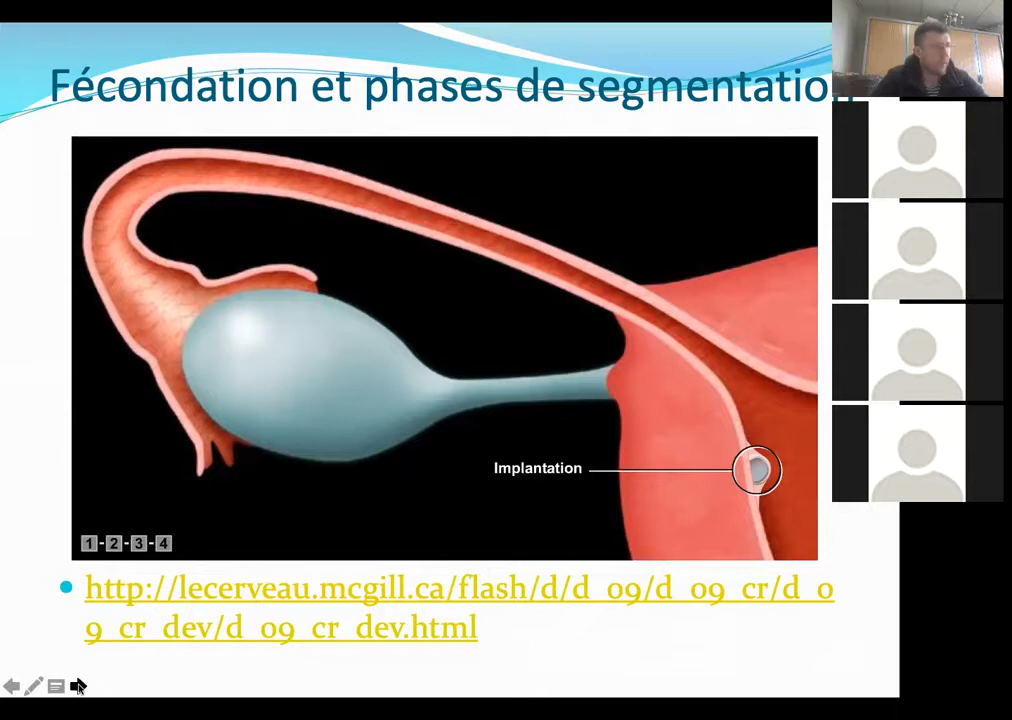 Fécondation et phases de segmentation
Implantation
1-2-3-4
http://lecerveau.mcgill.ca/flash/d/d_09/d_09_cr/d_0
9_cr_dev/d_09_cr_dev.html